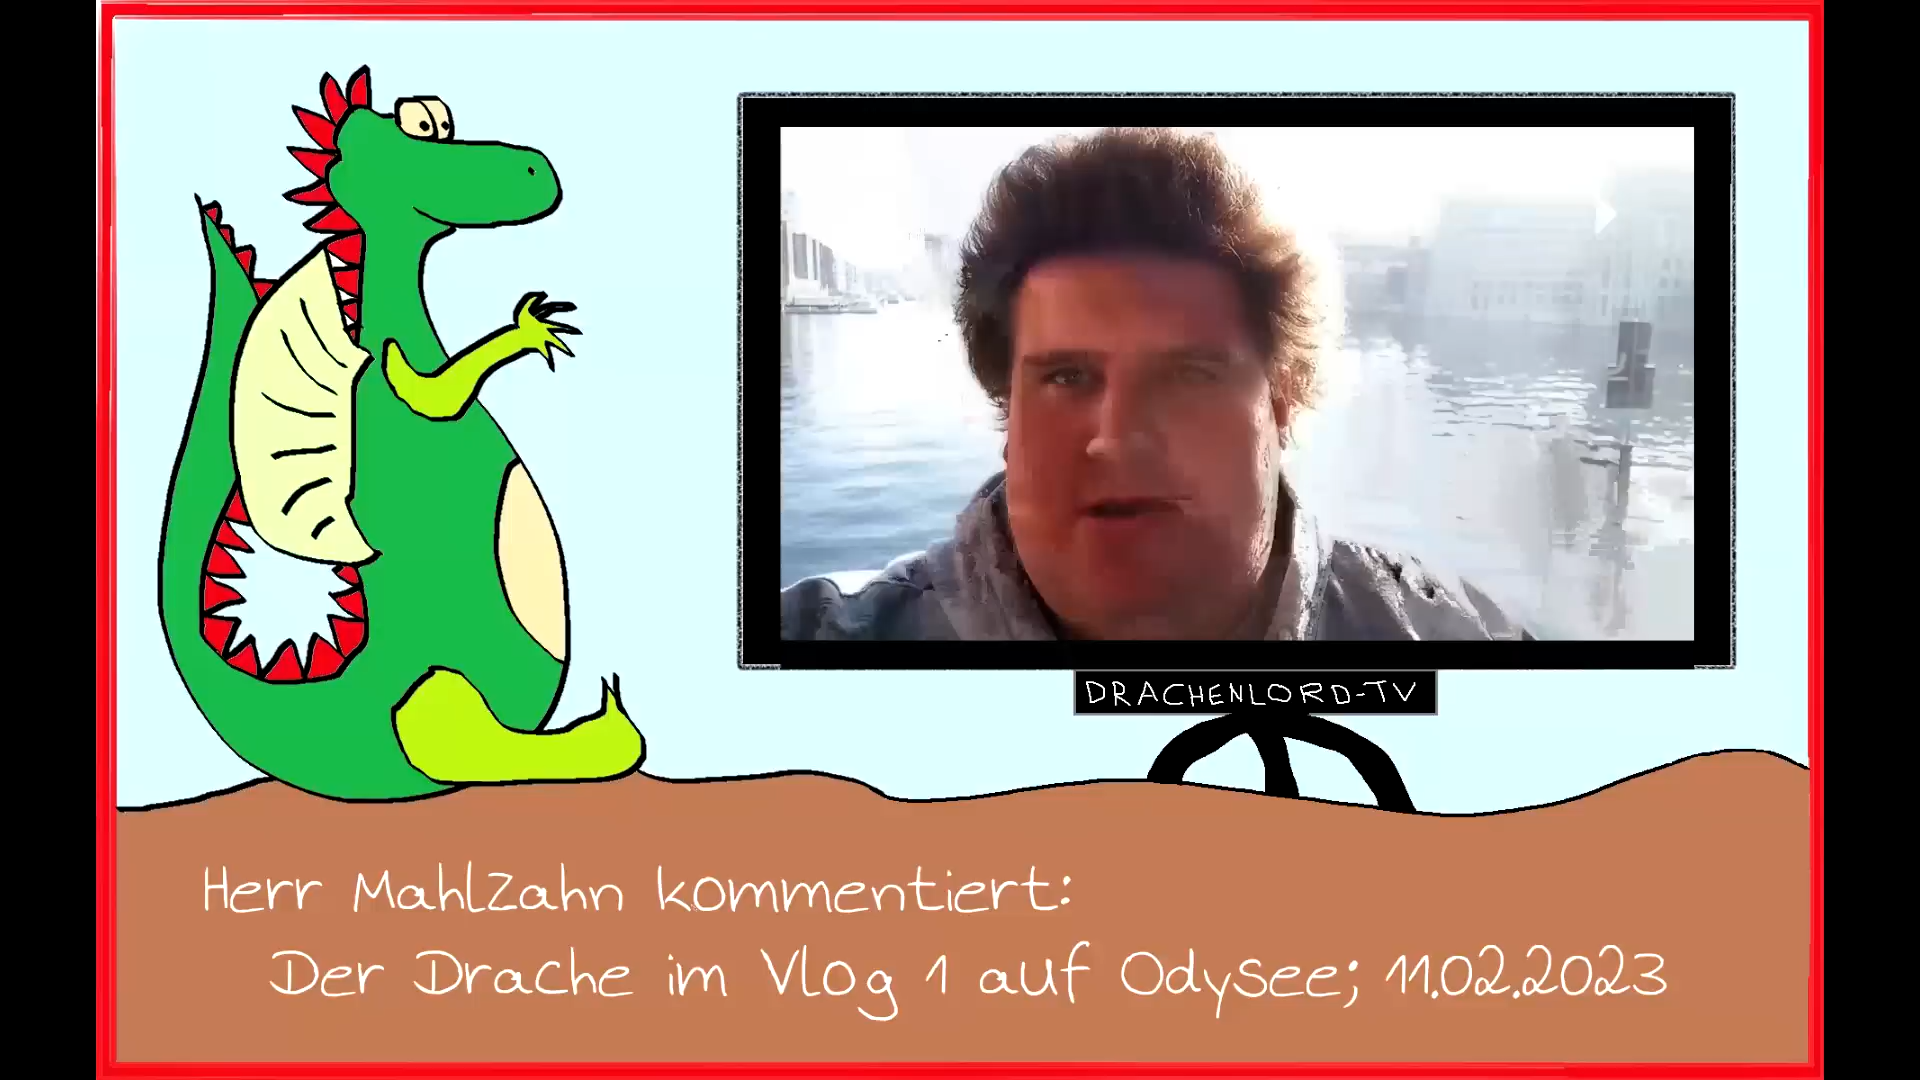 DRACHENLORD-TV
Herr Mahlzahn kommentiert:
Der Drache im Vlog 1 auf Odysee; 11.02.2023